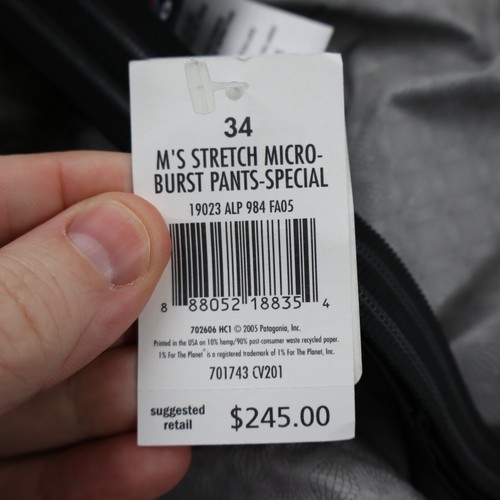 34
M'S STRETCH MICRO-
BURST PANTS-SPECIAL
19023 ALP 984 FA05
8 88052 18835 4
702606 HC1 © 2005 Patagonia, Inc.
Printed in the USA on 10% hemp/90% post-consumer waste recycled paper.
1% For The Planet® is a registered trademark of 1% For The Planet, Inc.
701743 CV201
suggested
retail
$245.00